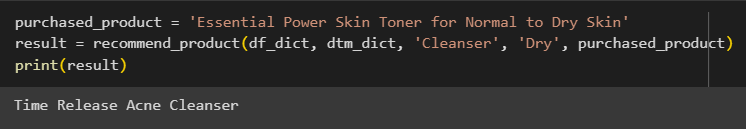 purchased_product = 'Essential Power Skin Toner for Normal to Dry Skin'
result = recommend_product(df_dict, dtm_dict, 'Cleanser', 'Dry', purchased_product)
print(result)
Time Release Acne Cleanser